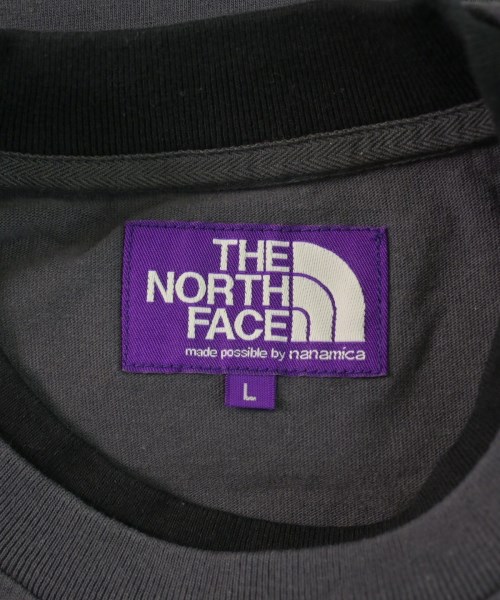 THE
NORTH
FACE
made possible by nanamica
L